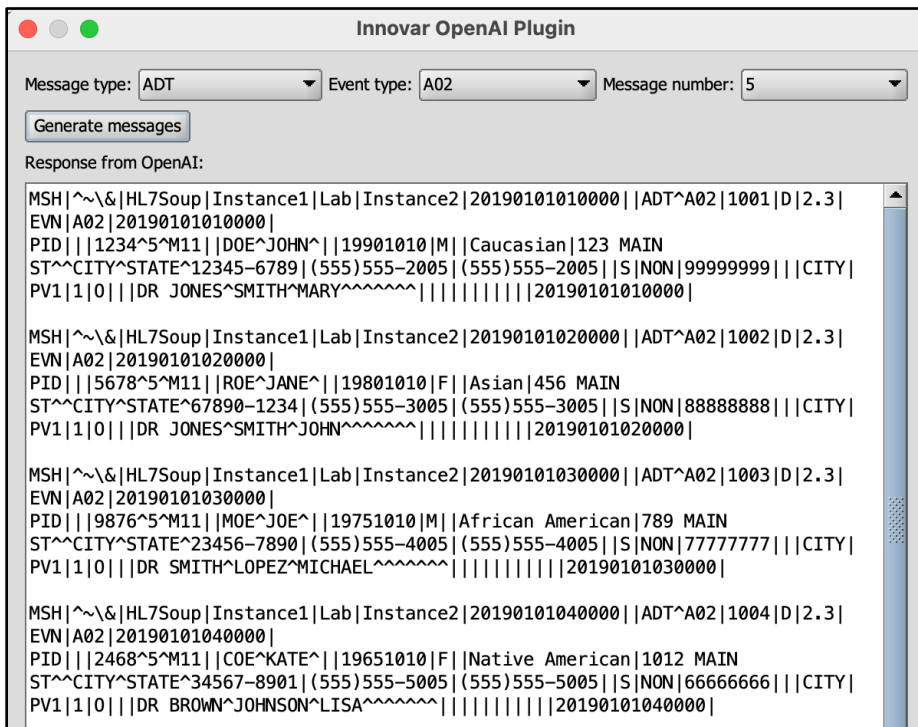 Innovar OpenAI Plugin
Message type: ADT Event type: A02 Message number: 5
Generate messages
Response from OpenAI:
MSH|^~\&|HL7Soup|Instance1|Lab|Instance2|20190101010000||ADT^A02|1001|D|2.3|
EVN|A02|20190101010000|
PID|||1234^5^M11||DOE^JOHN^||19901010|M||Caucasian|123 MAIN
ST^^CITY^STATE^12345-6789|(555)555-2005|(555)555-2005||S|NON|99999999|||CITY|
PV1|1|O|||DR JONES^SMITH^MARY^^^^^^^|||||||||||20190101010000|
MSH|^~\&|HL7Soup|Instance1|Lab|Instance2|20190101020000||ADT^A02|1002|D|2.3|
EVN|A02|20190101020000|
PID|||5678^5^M11||ROE^JANE^||19801010|F||Asian|456 MAIN
ST^^CITY^STATE^67890-1234|(555)555-3005|(555)555-3005||S|NON|88888888|||CITY|
PV1|1|O|||DR JONES^SMITH^JOHN^^^^^^^|||||||||||20190101020000|
MSH|^~\&|HL7Soup|Instance1|Lab|Instance2|20190101030000||ADT^A02|1003|D|2.3|
EVN|A02|20190101030000|
PID|||9876^5^M11||MOE^JOE^||19751010|M||African American|789 MAIN
ST^^CITY^STATE^23456-7890|(555)555-4005|(555)555-4005||S|NON|77777777|||CITY|
PV1|1|O|||DR SMITH^LOPEZ^MICHAEL^^^^^^^|||||||||||20190101030000|
MSH|^~\&|HL7Soup|Instance1|Lab|Instance2|20190101040000||ADT^A02|1004|D|2.3|
EVN|A02|20190101040000|
PID|||2468^5^M11||COE^KATE^||19651010|F||Native American|1012 MAIN
ST^^CITY^STATE^34567-8901|(555)555-5005|(555)555-5005||S|NON|66666666|||CITY|
PV1|1|O|||DR BROWN^JOHNSON^LISA^^^^^^^|||||||||||20190101040000|